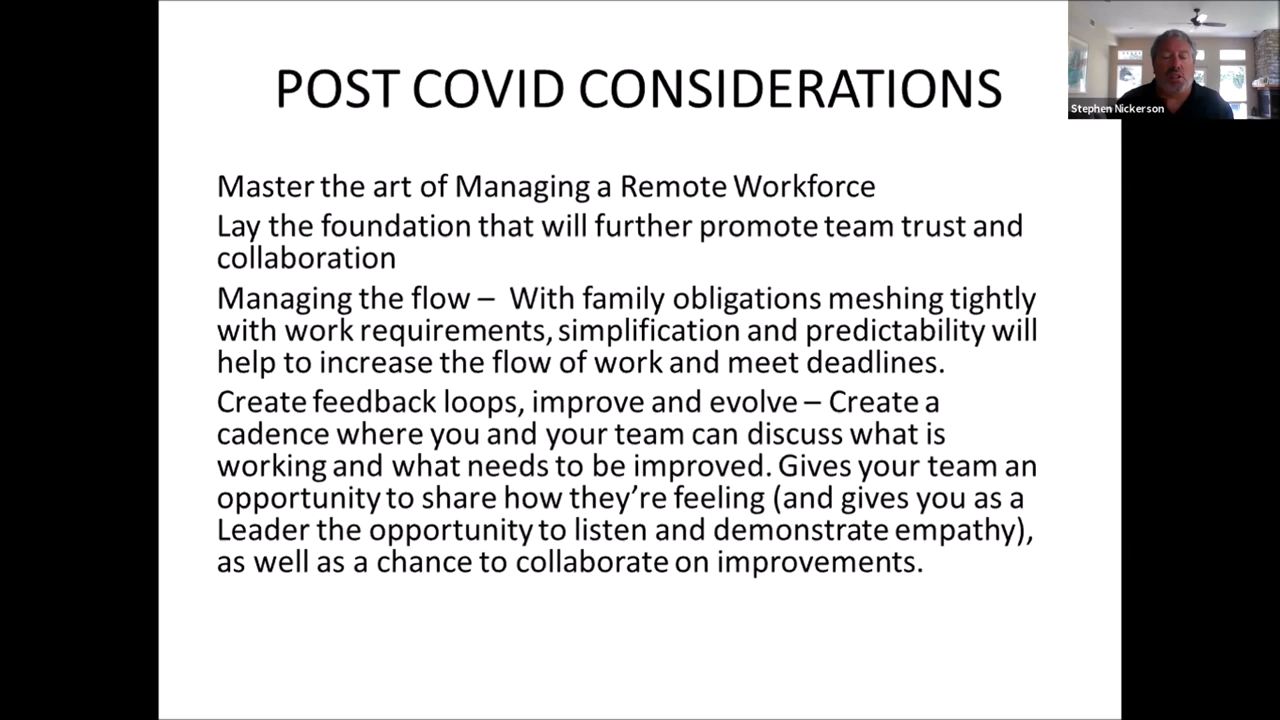 POST COVID CONSIDERATIONS
Stephen Nickerson
Master the art of Managing a Remote Workforce
Lay the foundation that will further promote team trust and
collaboration
Managing the flow –  With family obligations meshing tightly
with work requirements, simplification and predictability will
help to increase the flow of work and meet deadlines.
Create feedback loops, improve and evolve – Create a
cadence where you and your team can discuss what is
working and what needs to be improved. Gives your team an
opportunity to share how they're feeling (and gives you as a
Leader the opportunity to listen and demonstrate empathy),
as well as a chance to collaborate on improvements.